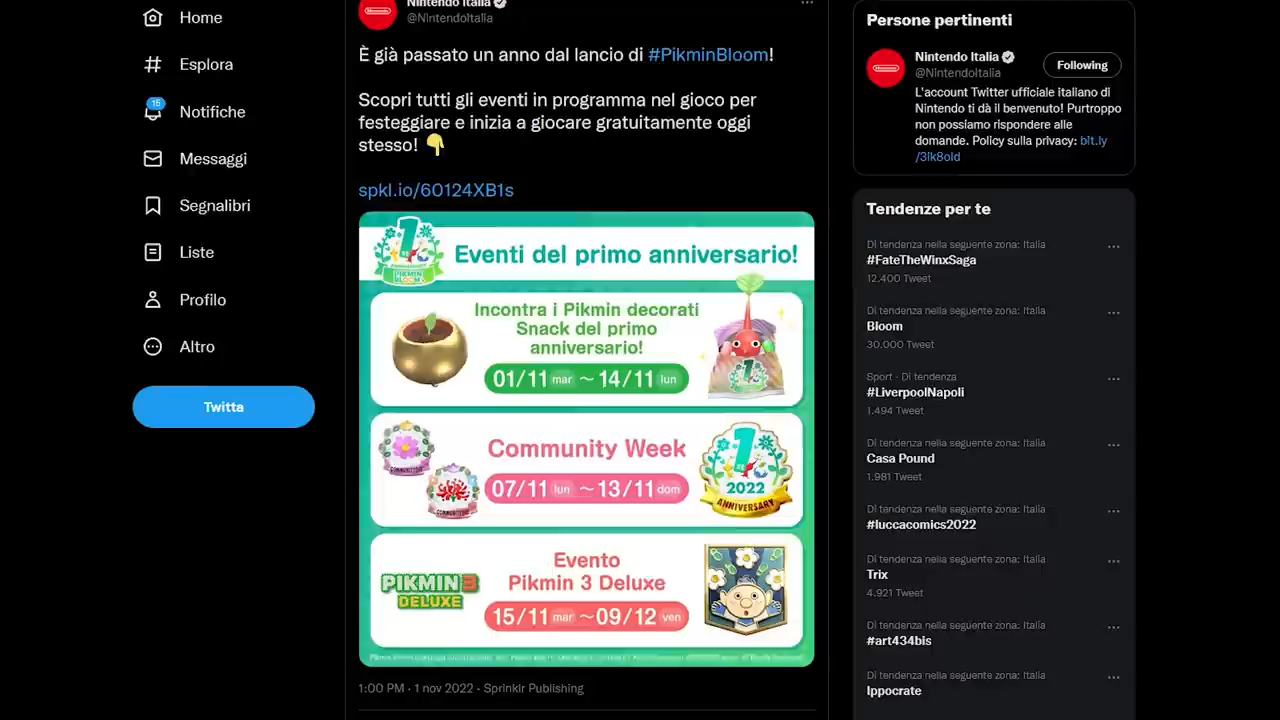 Home
Esplora
15
Notifiche
Messaggi
Segnalibri
Liste
Profilo
Altro
Twitta
Nintendo Italia
@NintendoItalia
È già passato un anno dal lancio di #PikminBloom!
Scopri tutti gli eventi in programma nel gioco per
festeggiare e inizia a giocare gratuitamente oggi
stesso!
spkl.io/60124XB1s
1
PIKMIN
BLOOM
Eventi del primo anniversario!
Incontra i Pikmin decorati
Snack del primo
anniversario!
01/11 mar ~ 14/11 lun
1
Community Week
07/11 lun ~ 13/11 dom
1
2022
ANNIVERSARY
PIKMIN 3
DELUXE
Evento
Pikmin 3 Deluxe
15/11 mar ~ 09/12 ven
1:00 PM · 1 nov 2022 · Sprinklr Publishing
Persone pertinenti
Nintendo Italia
@NintendoItalia
Following
L'account Twitter ufficiale italiano di
Nintendo ti dà il benvenuto! Purtroppo
non possiamo rispondere alle
domande. Policy sulla privacy: bit.ly
/3lk8old
Tendenze per te
Di tendenza nella seguente zona: Italia
#FateTheWinxSaga
12.400 Tweet
Di tendenza nella seguente zona: Italia
Bloom
30.000 Tweet
Sport · Di tendenza
#LiverpoolNapoli
1.494 Tweet
Di tendenza nella seguente zona: Italia
Casa Pound
1.981 Tweet
Di tendenza nella seguente zona: Italia
#luccacomics2022
Di tendenza nella seguente zona: Italia
Trix
4.921 Tweet
Di tendenza nella seguente zona: Italia
#art434bis
Di tendenza nella seguente zona: Italia
Ippocrate